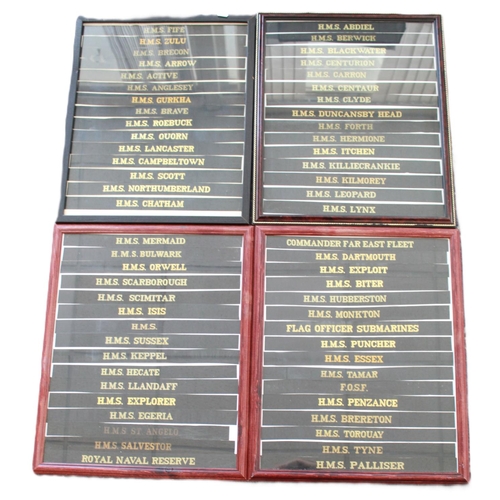 H.M.S. FIFE
H.M.S. ZULU
H.M.S. BRECON
H.M.S. ARROW
H.M.S. ACTIVE
H.M.S. ANGLESEY
H.M.S. GURKHA
H.M.S. BRAVE
H.M.S. ROEBUCK
H.M.S. QUORN
H.M.S. LANCASTER
H.M.S. CAMPBELTOWN
H.M.S. SCOTT
H.M.S. NORTHUMBERLAND
H.M.S. CHATHAM
H.M.S. ABDIEL
H.M.S. BERWICK
H.M.S. BLACKWATER
H.M.S. CENTURION
H.M.S. CARRON
H.M.S. CENTAUR
H.M.S. CLYDE
H.M.S. DUNCANSBY HEAD
H.M.S. FORTH
H.M.S. HERMIONE
H.M.S. ITCHEN
H.M.S. KILLIECRANKIE
H.M.S. KILMOREY
H.M.S. LEOPARD
H.M.S. LYNX
H.M.S. MERMAID
H.M.S. BULWARK
H.M.S. ORWELL
H.M.S. SCARBOROUGH
H.M.S. SCIMITAR
H.M.S. ISIS
H.M.S.
H.M.S. SUSSEX
H.M.S. KEPPEL
H.M.S. HECATE
H.M.S. LLANDAFF
H.M.S. EXPLORER
H.M.S. EGERIA
H.M.S. ST. ANGELO
H.M.S. SALVESTOR
ROYAL NAVAL RESERVE
COMMANDER FAR EAST FLEET
H.M.S. DARTMOUTH
H.M.S. EXPLOIT
H.M.S. BITER
H.M.S. HUBBERSTON
H.M.S. MONKTON
FLAG OFFICER SUBMARINES
H.M.S. PUNCHER
H.M.S. ESSEX
H.M.S. TAMAR
F.O.S.F.
H.M.S. PENZANCE
H.M.S. BRERETON
H.M.S. TORQUAY
H.M.S. TYNE
H.M.S. PALLISER